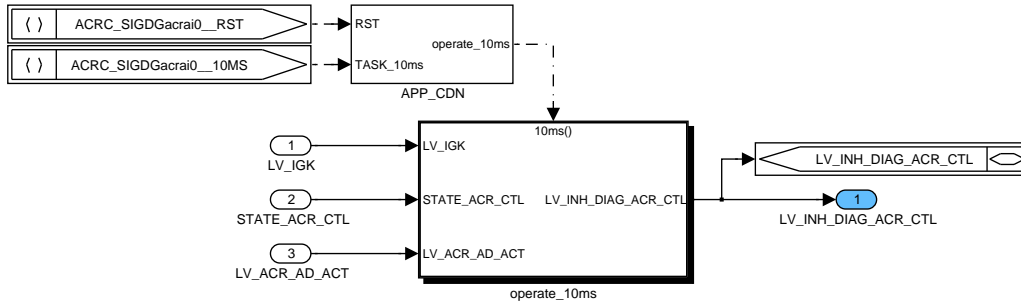 ACRC_SIGDGacrai0__RST
RST
operate_10ms
ACRC_SIGDGacrai0__10MS
TASK_10ms
APP_CDN
10ms()
1
LV_IGK
LV_IGK
LV_INH_DIAG_ACR_CTL
2
STATE_ACR_CTL
STATE_ACR_CTL
LV_INH_DIAG_ACR_CTL
1
LV_INH_DIAG_ACR_CTL
3
LV_ACR_AD_ACT
LV_ACR_AD_ACT
operate_10ms